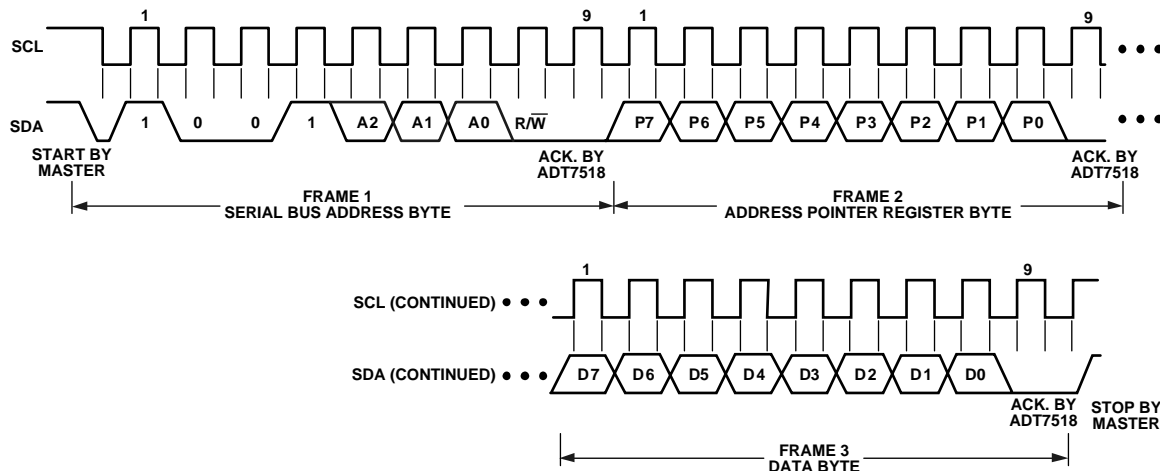 1 9 1 9
SCL
SDA
1 0 0 1 A2 A1 A0 R/W̅ P7 P6 P5 P4 P3 P2 P1 P0
START BY
MASTER
ACK. BY
ADT7518
ACK. BY
ADT7518
FRAME 1
SERIAL BUS ADDRESS BYTE
FRAME 2
ADDRESS POINTER REGISTER BYTE
1 9
SCL (CONTINUED)
SDA (CONTINUED)
D7 D6 D5 D4 D3 D2 D1 D0
ACK. BY
ADT7518
STOP BY
MASTER
FRAME 3
DATA BYTE